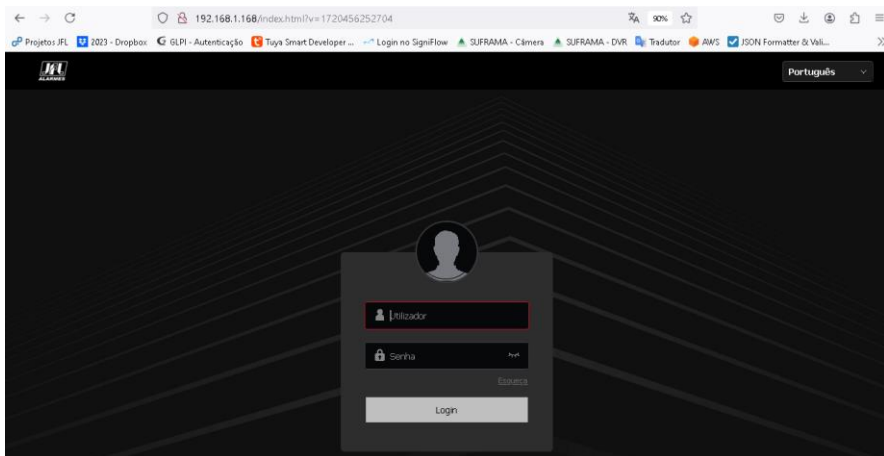 192.168.1.168/index.html?v=1720456252704
90%
Projetos JFL
2023 - Dropbox
GLPI - Autenticação
Tuya Smart Developer ...
Login no SigniFlow
SUFRAMA - Câmera
SUFRAMA - DVR
Tradutor
AWS
JSON Formatter & Vali...
JFL
ALARMES
Português
Utilizador
Senha
Esqueça
Login